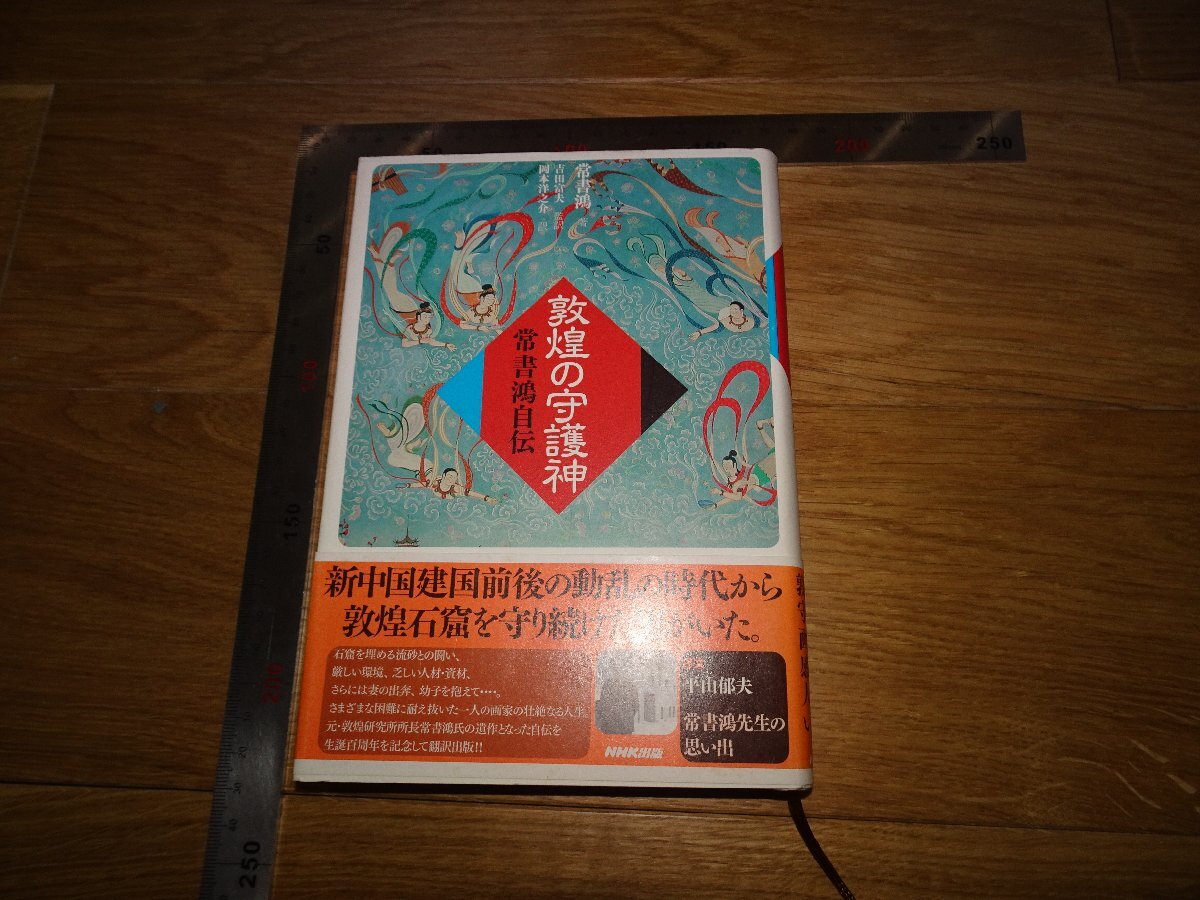 常書鴻 著
吉田富夫 監訳
岡本洋之介 訳
敦煌の守護神
常書鴻自伝
新中国建国前後の動乱の時代から
敦煌石窟を守り続け
がいた。
石窟を埋める流砂との闘い、
厳しい環境、乏しい人材・資材、
さらには妻の出奔、幼子を抱えて‥‥。
さまざまな困難に耐え抜いた一人の画家の壮絶なる人生。
元・敦煌研究所所長常書鴻氏の遺作となった自伝を
生誕百周年を記念して翻訳出版!!
NHK出版
平山郁夫
常書鴻先生の
思い出
50
150
200
250
50
100
150
200
250